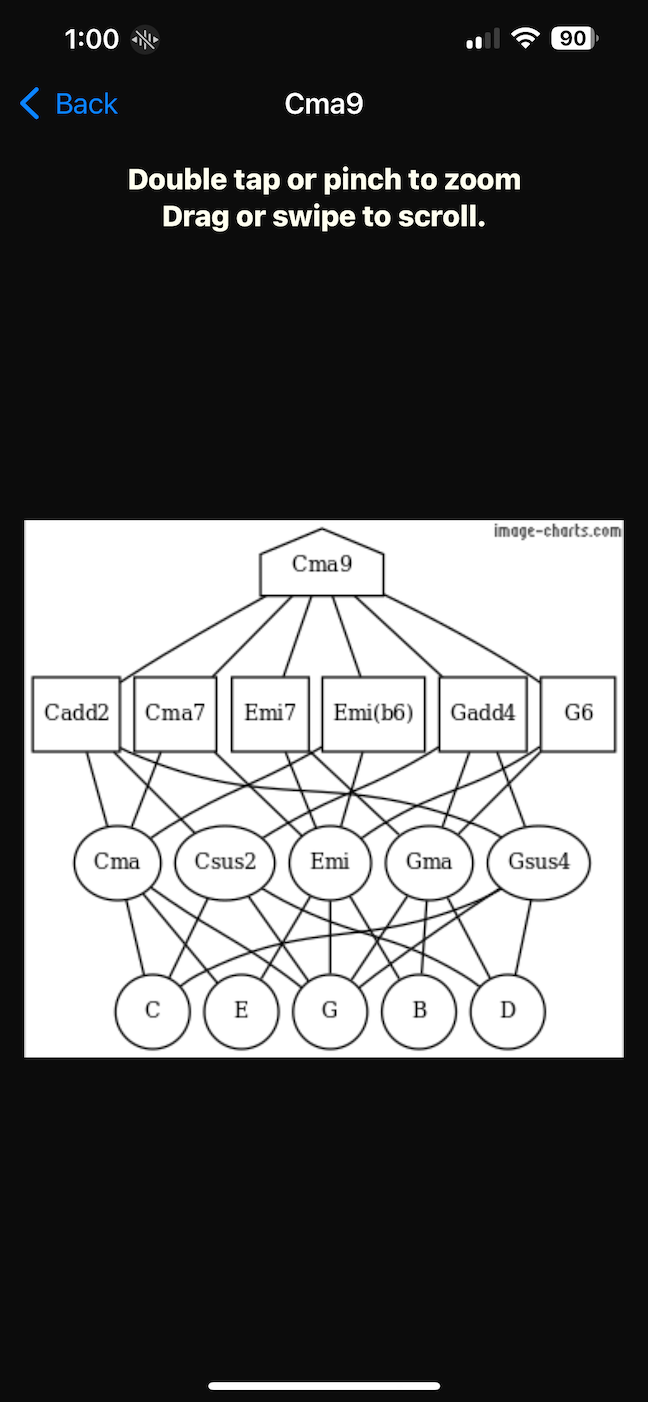 1:00
90
Back
Cma9
Double tap or pinch to zoom
Drag or swipe to scroll.
image-charts.com
Cma9
Cadd2
Cma7
Emi7
Emi(b6)
Gadd4
G6
Cma
Csus2
Emi
Gma
Gsus4
C
E
G
B
D